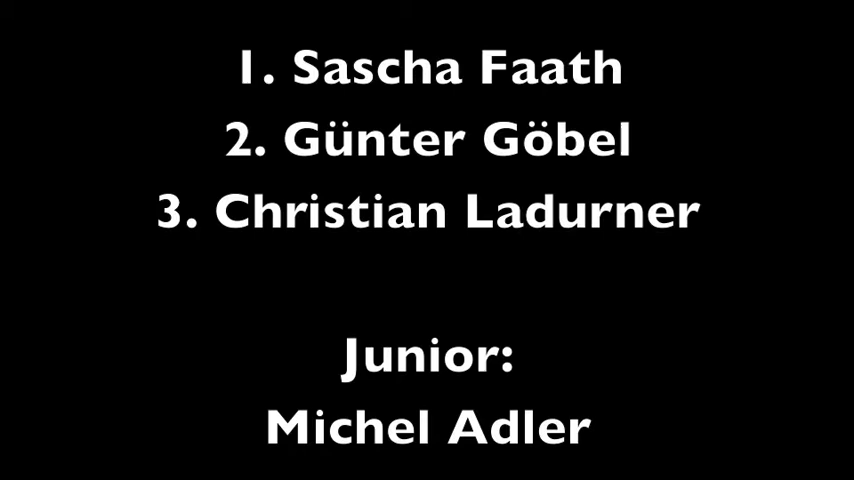 1. Sascha Faath
2. Günter Göbel
3. Christian Ladurner
Junior:
Michel Adler